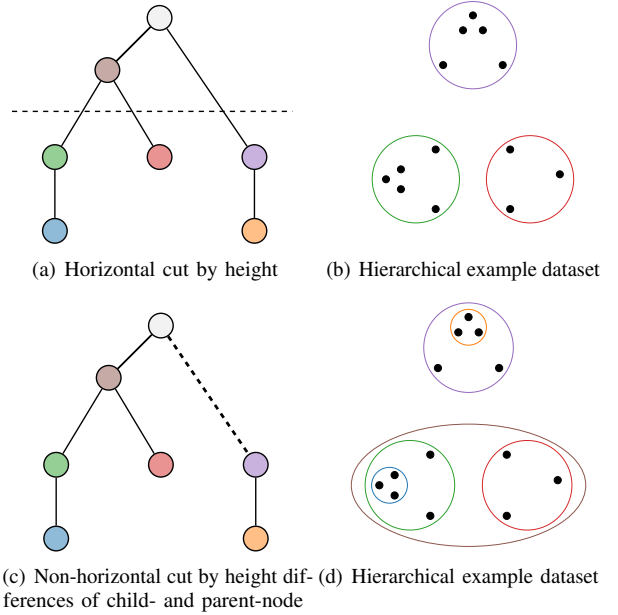 (a) Horizontal cut by height
(b) Hierarchical example dataset
(c) Non-horizontal cut by height dif-
ferences of child- and parent-node
(d) Hierarchical example dataset